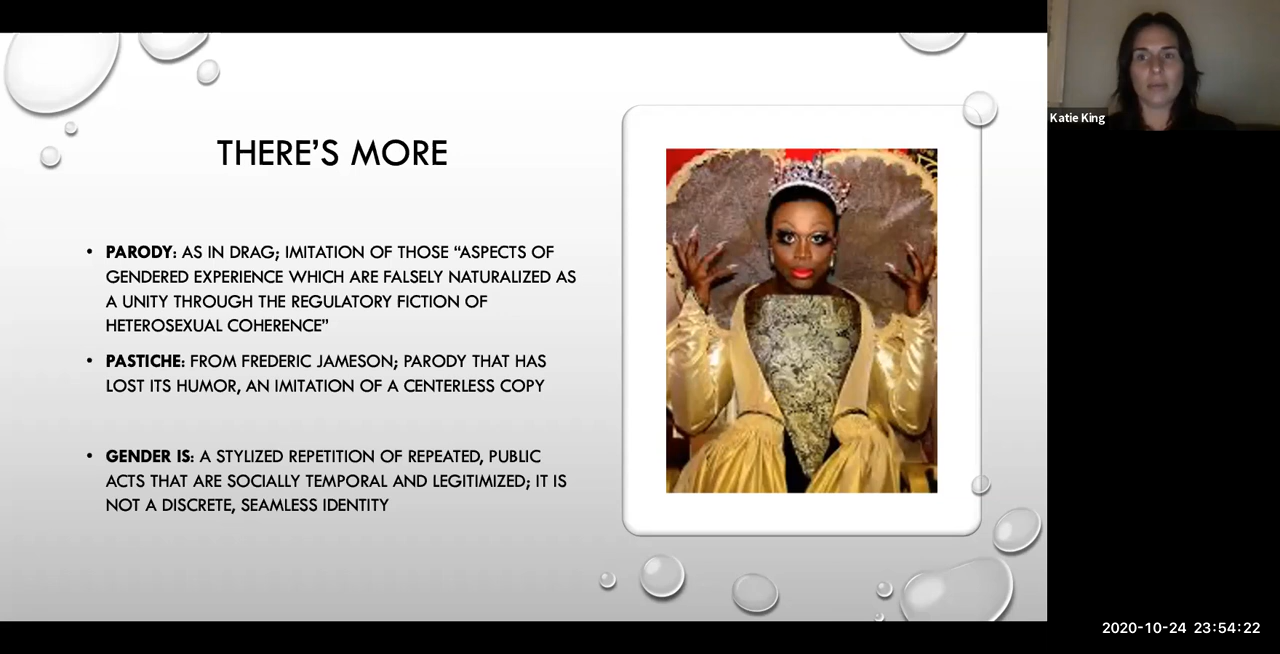 THERE'S MORE
• PARODY: AS IN DRAG; IMITATION OF THOSE “ASPECTS OF
GENDERED EXPERIENCE WHICH ARE FALSELY NATURALIZED AS
A UNITY THROUGH THE REGULATORY FICTION OF
HETEROSEXUAL COHERENCE”
• PASTICHE: FROM FREDERIC JAMESON; PARODY THAT HAS
LOST ITS HUMOR, AN IMITATION OF A CENTERLESS COPY
• GENDER IS: A STYLIZED REPETITION OF REPEATED, PUBLIC
ACTS THAT ARE SOCIALLY TEMPORAL AND LEGITIMIZED; IT IS
NOT A DISCRETE, SEAMLESS IDENTITY
Katie King
2020-10-24 23:54:22